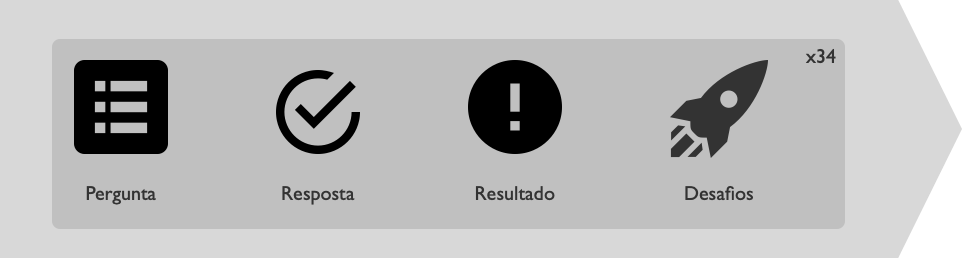 x34
Pergunta
Resposta
Resultado
Desafios